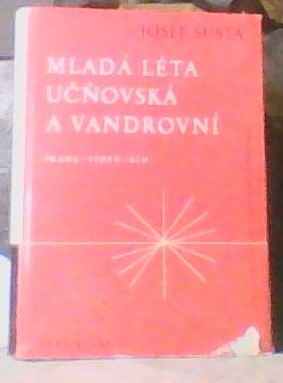 JOSEF ŠUSTA
MLADÁ LÉTA
UČŇOVSKÁ
A VANDROVNÍ
PRAHA · VÍDEŇ · ŘÍM